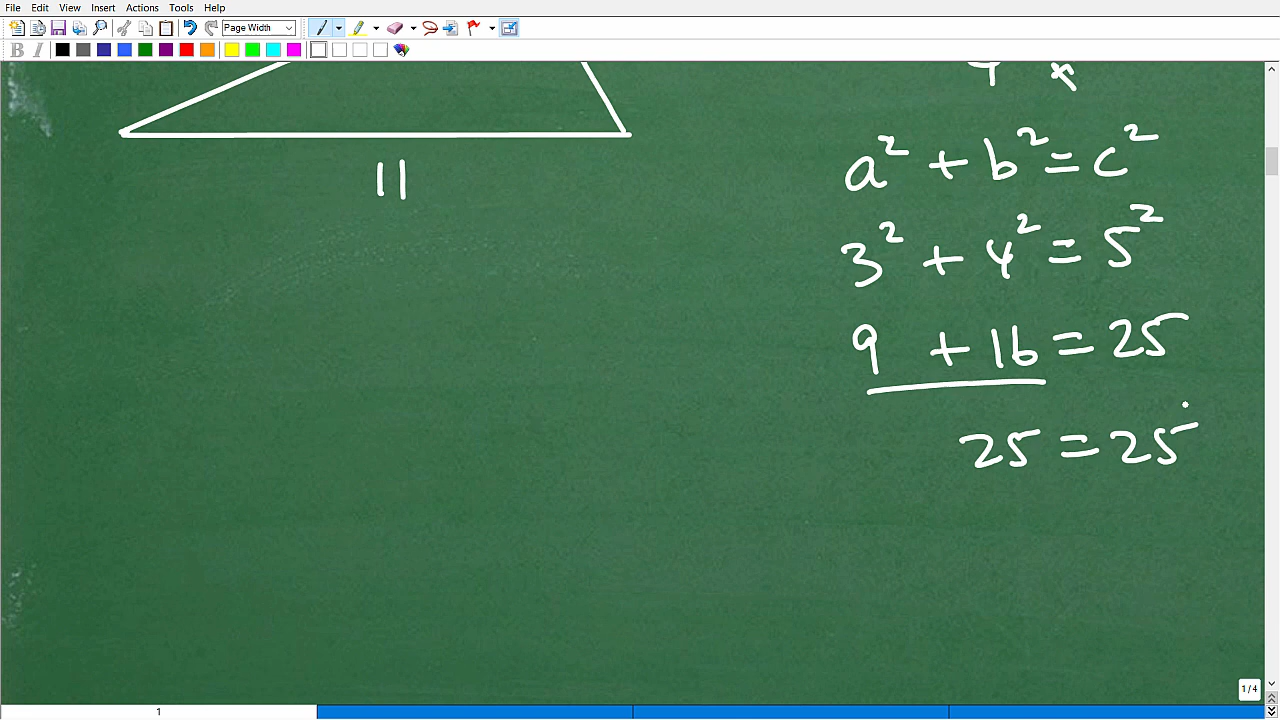 File Edit View Insert Actions Tools Help
Page Width
B I
11
a² + b² = c²
3² + 4² = 5²
9 + 16 = 25
25 = 25
1 / 4
1